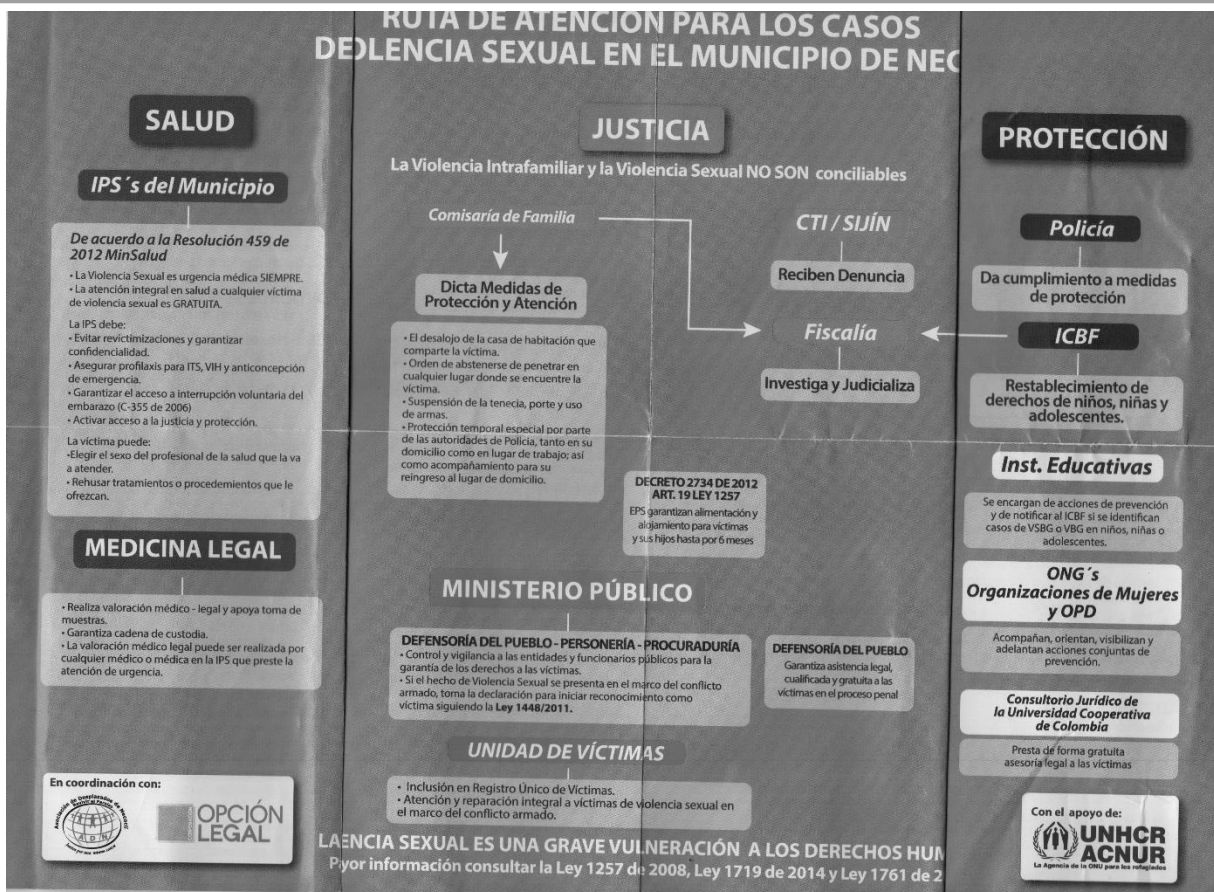 RUTA DE ATENCIÓN PARA LOS CASOS
DEOLENCIA SEXUAL EN EL MUNICIPIO DE NEC
SALUD
IPS´s del Municipio
De acuerdo a la Resolución 459 de
2012 MinSalud
• La Violencia Sexual es urgencia médica SIEMPRE.
• La atención integral en salud a cualquier víctima
de violencia sexual es GRATUITA.
La IPS debe:
• Evitar revictimizaciones y garantizar
confidencialidad.
• Asegurar profilaxis para ITS, VIH y anticoncepción
de emergencia.
• Garantizar el acceso a interrupción voluntaria del
embarazo (C-355 de 2006)
• Activar acceso a la justicia y protección.
La víctima puede:
•Elegir el sexo del profesional de la salud que la va
a atender.
• Rehusar tratamientos o procedemientos que le
ofrezcan.
MEDICINA LEGAL
• Realiza valoración médico - legal y apoya toma de
muestras.
• Garantiza cadena de custodia.
• La valoración médico legal puede ser realizada por
cualquier médico o médica en la IPS que preste la
atención de urgencia.
En coordinación con:
ADN
OPCIÓN
LEGAL
JUSTICIA
La Violencia Intrafamiliar y la Violencia Sexual NO SON conciliables
Comisaría de Familia
Dicta Medidas de
Protección y Atención
• El desalojo de la casa de habitación que
comparte la víctima.
• Orden de abstenerse de penetrar en
cualquier lugar donde se encuentre la
víctima.
• Suspensión de la tenecia, porte y uso
de armas.
• Protección temporal especial por parte
de las autoridades de Policía, tanto en su
domicilio como en lugar de trabajo; así
como acompañamiento para su
reingreso al lugar de domicilio.
CTI / SIJÍN
Reciben Denuncia
Fiscalía
Investiga y Judicializa
DECRETO 2734 DE 2012
ART. 19 LEY 1257
EPS garantizan alimentación y
alojamiento para víctimas
y sus hijos hasta por 6 meses
MINISTERIO PÚBLICO
DEFENSORÍA DEL PUEBLO - PERSONERÍA - PROCURADURÍA
• Control y vigilancia a las entidades y funcionarios públicos para la
garantía de los derechos a las víctimas.
• Si el hecho de Violencia Sexual se presenta en el marco del conflicto
armado, toma la declaración para iniciar reconocimiento como
víctima siguiendo la Ley 1448/2011.
DEFENSORÍA DEL PUEBLO
Garantiza asistencia legal,
cualificada y gratuita a las
víctimas en el proceso penal
UNIDAD DE VÍCTIMAS
• Inclusión en Registro Único de Víctimas.
• Atención y reparación integral a víctimas de violencia sexual en
el marco del conflicto armado.
PROTECCIÓN
Policía
Da cumplimiento a medidas
de protección
ICBF
Restablecimiento de
derechos de niños, niñas y
adolescentes.
Inst. Educativas
Se encargan de acciones de prevención
y de notificar al ICBF si se identifican
casos de VSBG o VBG en niños, niñas o
adolescentes.
ONG´s
Organizaciones de Mujeres
y OPD
Acompañan, orientan, visibilizan y
adelantan acciones conjuntas de
prevención.
Consultorio Jurídico de
la Universidad Cooperativa
de Colombia
Presta de forma gratuita
asesoría legal a las víctimas
Con el apoyo de:
UNHCR
ACNUR
La Agencia de la ONU para los refugiados
LAENCIA SEXUAL ES UNA GRAVE VULNERACIÓN A LOS DERECHOS HUM
Payor información consultar la Ley 1257 de 2008, Ley 1719 de 2014 y Ley 1761 de 2